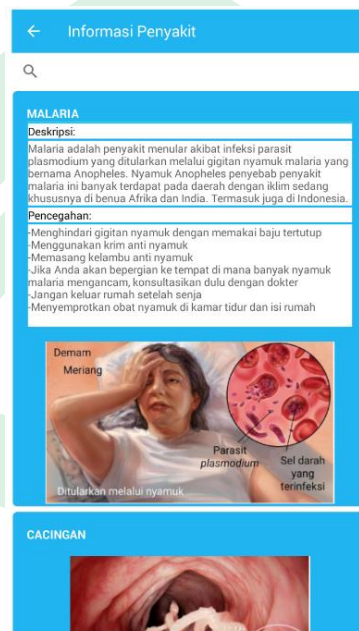 Informasi Penyakit
MALARIA
Deskripsi:
Malaria adalah penyakit menular akibat infeksi parasit
plasmodium yang ditularkan melalui gigitan nyamuk malaria yang
bernama Anopheles. Nyamuk Anopheles penyebab penyakit
malaria ini banyak terdapat pada daerah dengan iklim sedang
khususnya di benua Afrika dan India. Termasuk juga di Indonesia.
Pencegahan:
-Menghindari gigitan nyamuk dengan memakai baju tertutup
-Menggunakan krim anti nyamuk
-Memasang kelambu anti nyamuk
-Jika Anda akan bepergian ke tempat di mana banyak nyamuk
malaria mengancam, konsultasikan dulu dengan dokter
-Jangan keluar rumah setelah senja
-Menyemprotkan obat nyamuk di kamar tidur dan isi rumah
Demam
Meriang
Parasit
plasmodium
Sel darah
yang
terinfeksi
Ditularkan melalui nyamuk
CACINGAN